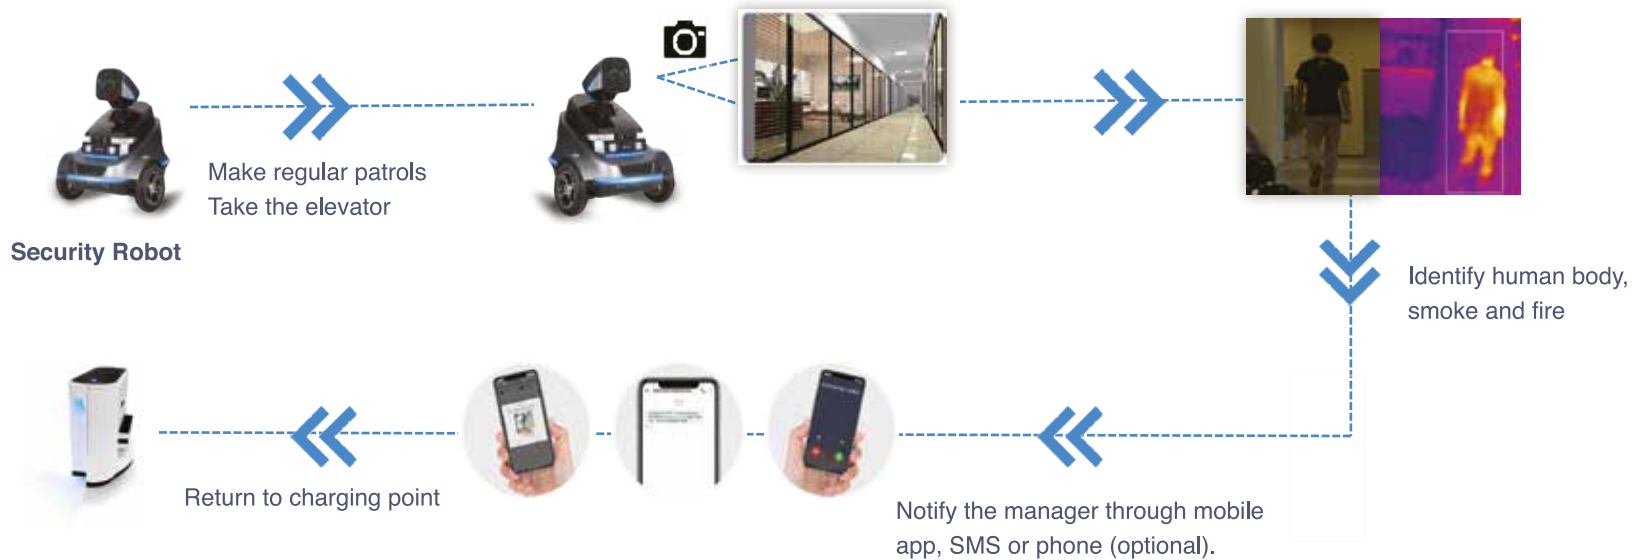 Make regular patrols
Take the elevator
Security Robot
Identify human body,
smoke and fire
Return to charging point
Notify the manager through mobile
app, SMS or phone (optional).